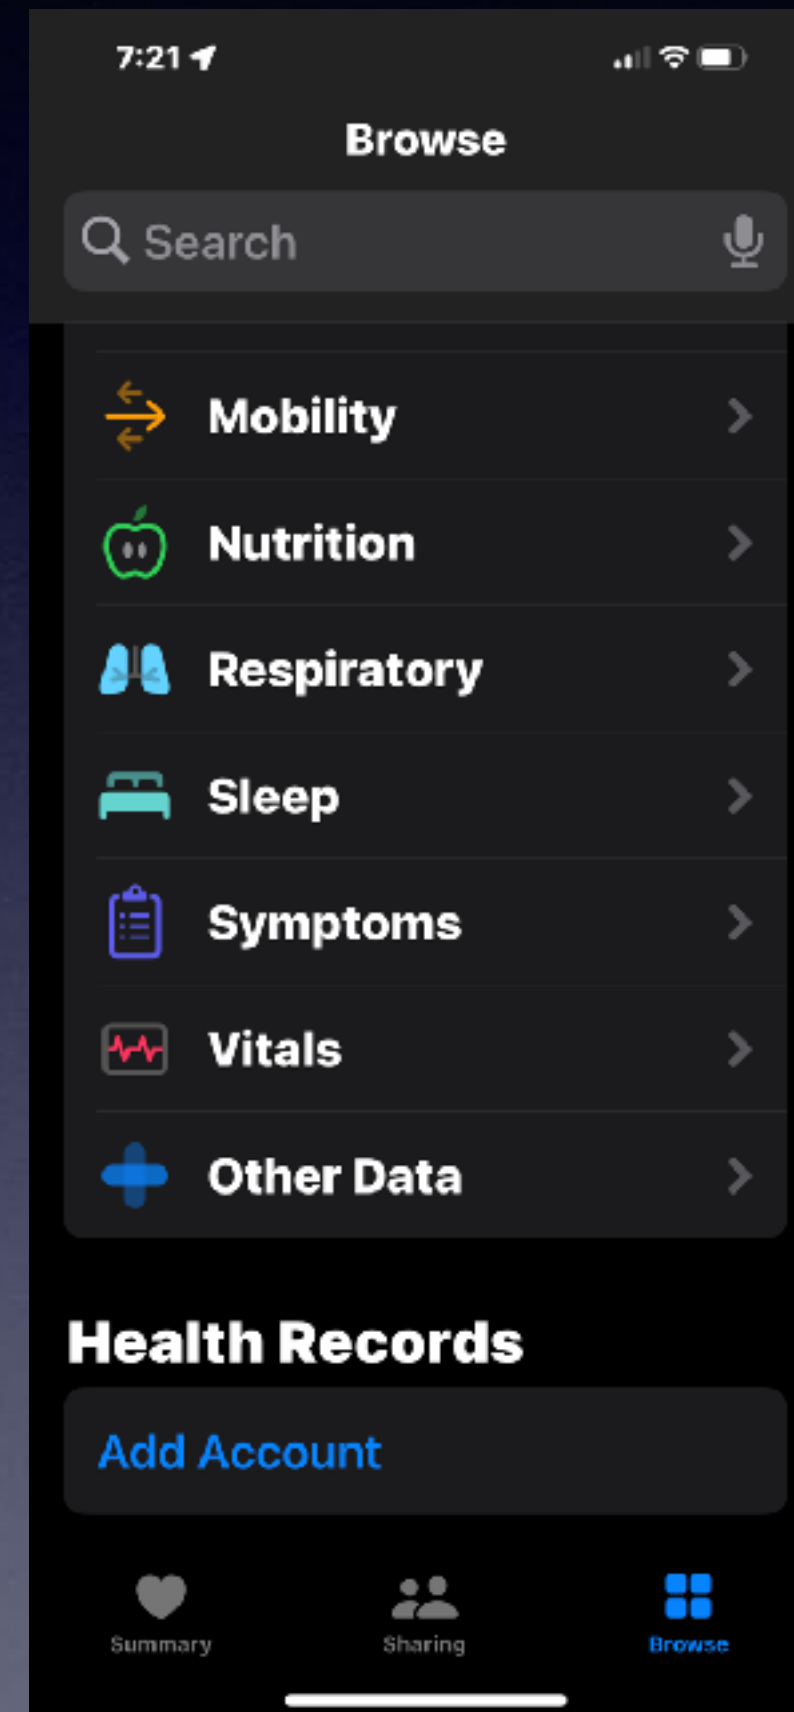 7:21
Browse
Search
Mobility
Nutrition
Respiratory
Sleep
Symptoms
Vitals
Other Data
Health Records
Add Account
Summary
Sharing
Browse